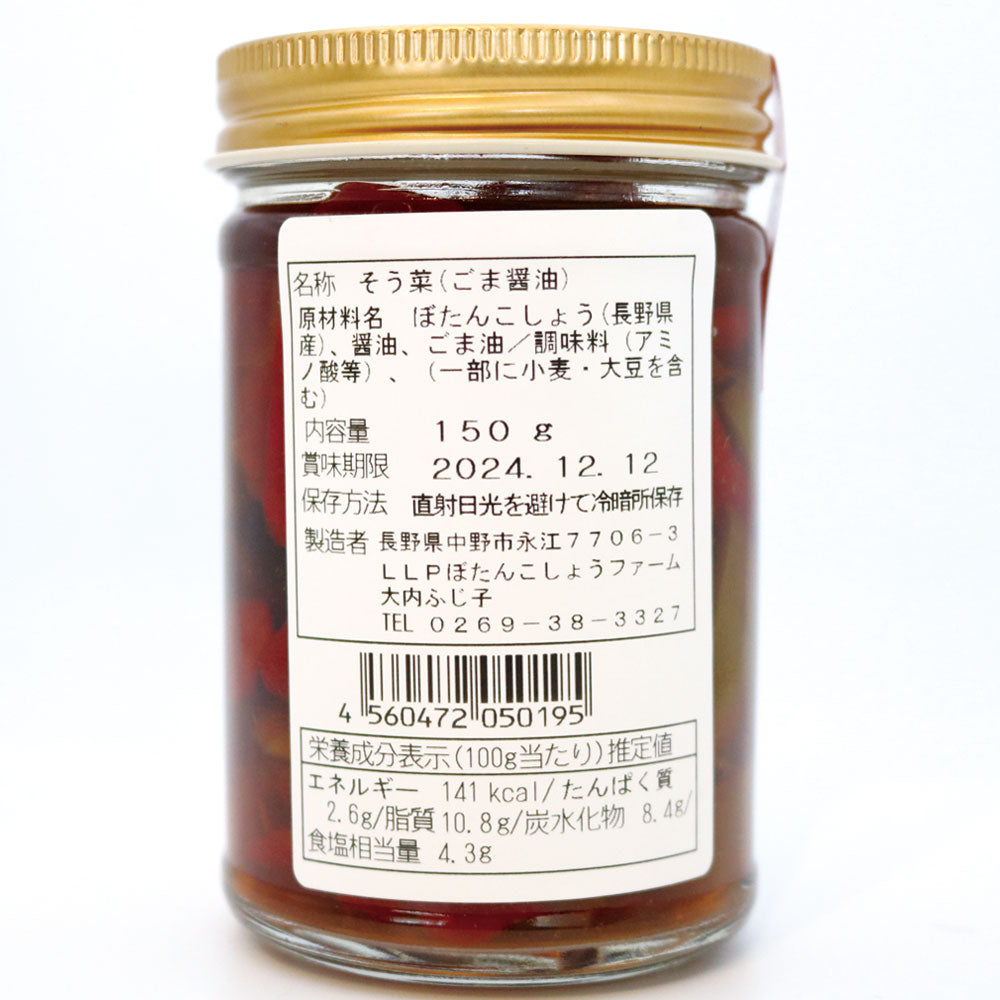 名称 そう菜(ごま醤油)
原材料名 ぼたんこしょう(長野県
産)、醤油、ごま油／調味料（アミ
ノ酸等）、（一部に小麦・大豆を含
む)
内容量 １５０ ｇ
賞味期限 2024. 12. 12
保存方法 直射日光を避けて冷暗所保存
製造者 長野県中野市永江７７０６－３
ＬＬＰぼたんこしょうファーム
大内ふじ子
TEL ０２６９－３８－３３２７
4 560472 050195
栄養成分表示(100g当たり)推定値
エネルギー 141kcal/たんぱく質
2.6g/脂質10.8g/炭水化物 8.4g/
食塩相当量 4.3g